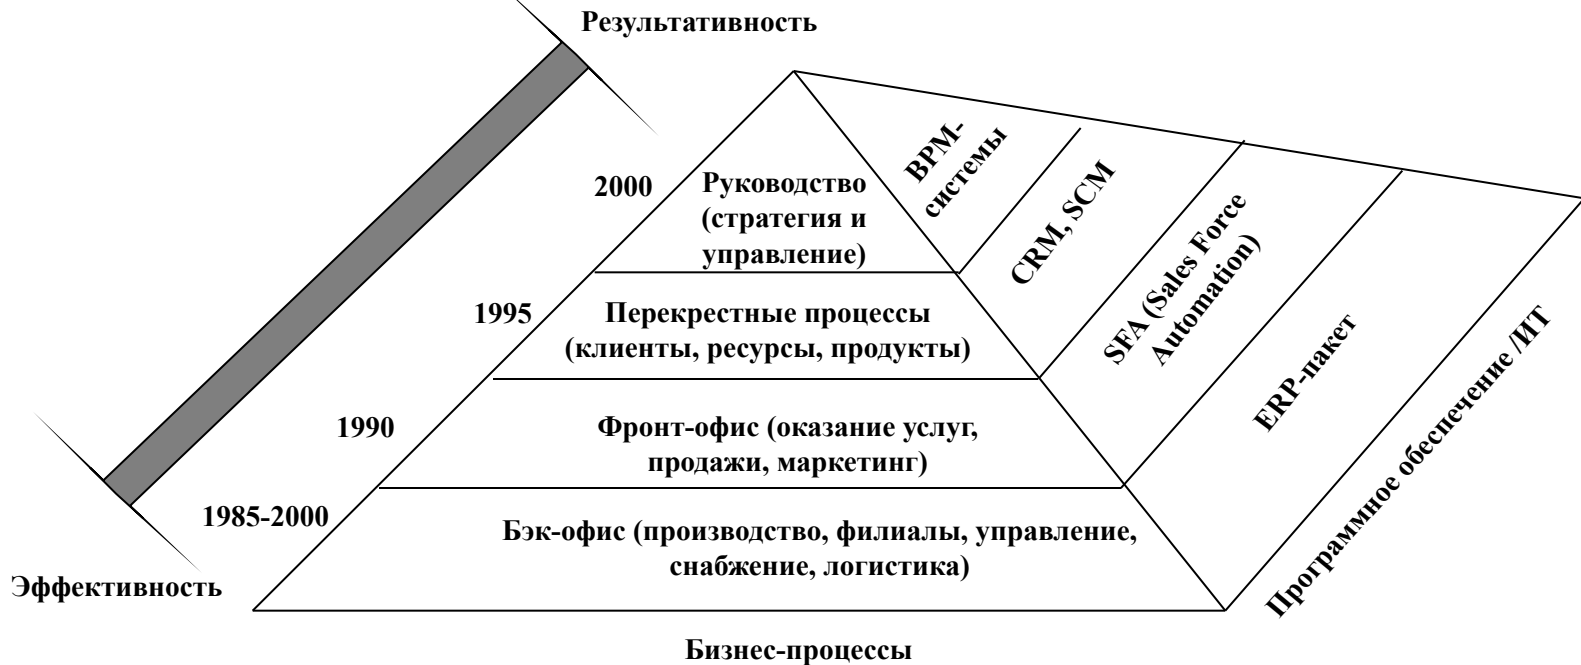 Результативность
BPM-
системы
2000
Руководство
(стратегия и
управление)
CRM, SCM
SFA (Sales Force
Automation)
1995
Перекрестные процессы
(клиенты, ресурсы, продукты)
ERP-пакет
Программное обеспечение /ИТ
1990
Фронт-офис (оказание услуг,
продажи, маркетинг)
1985-2000
Бэк-офис (производство, филиалы, управление,
снабжение, логистика)
Эффективность
Бизнес-процессы